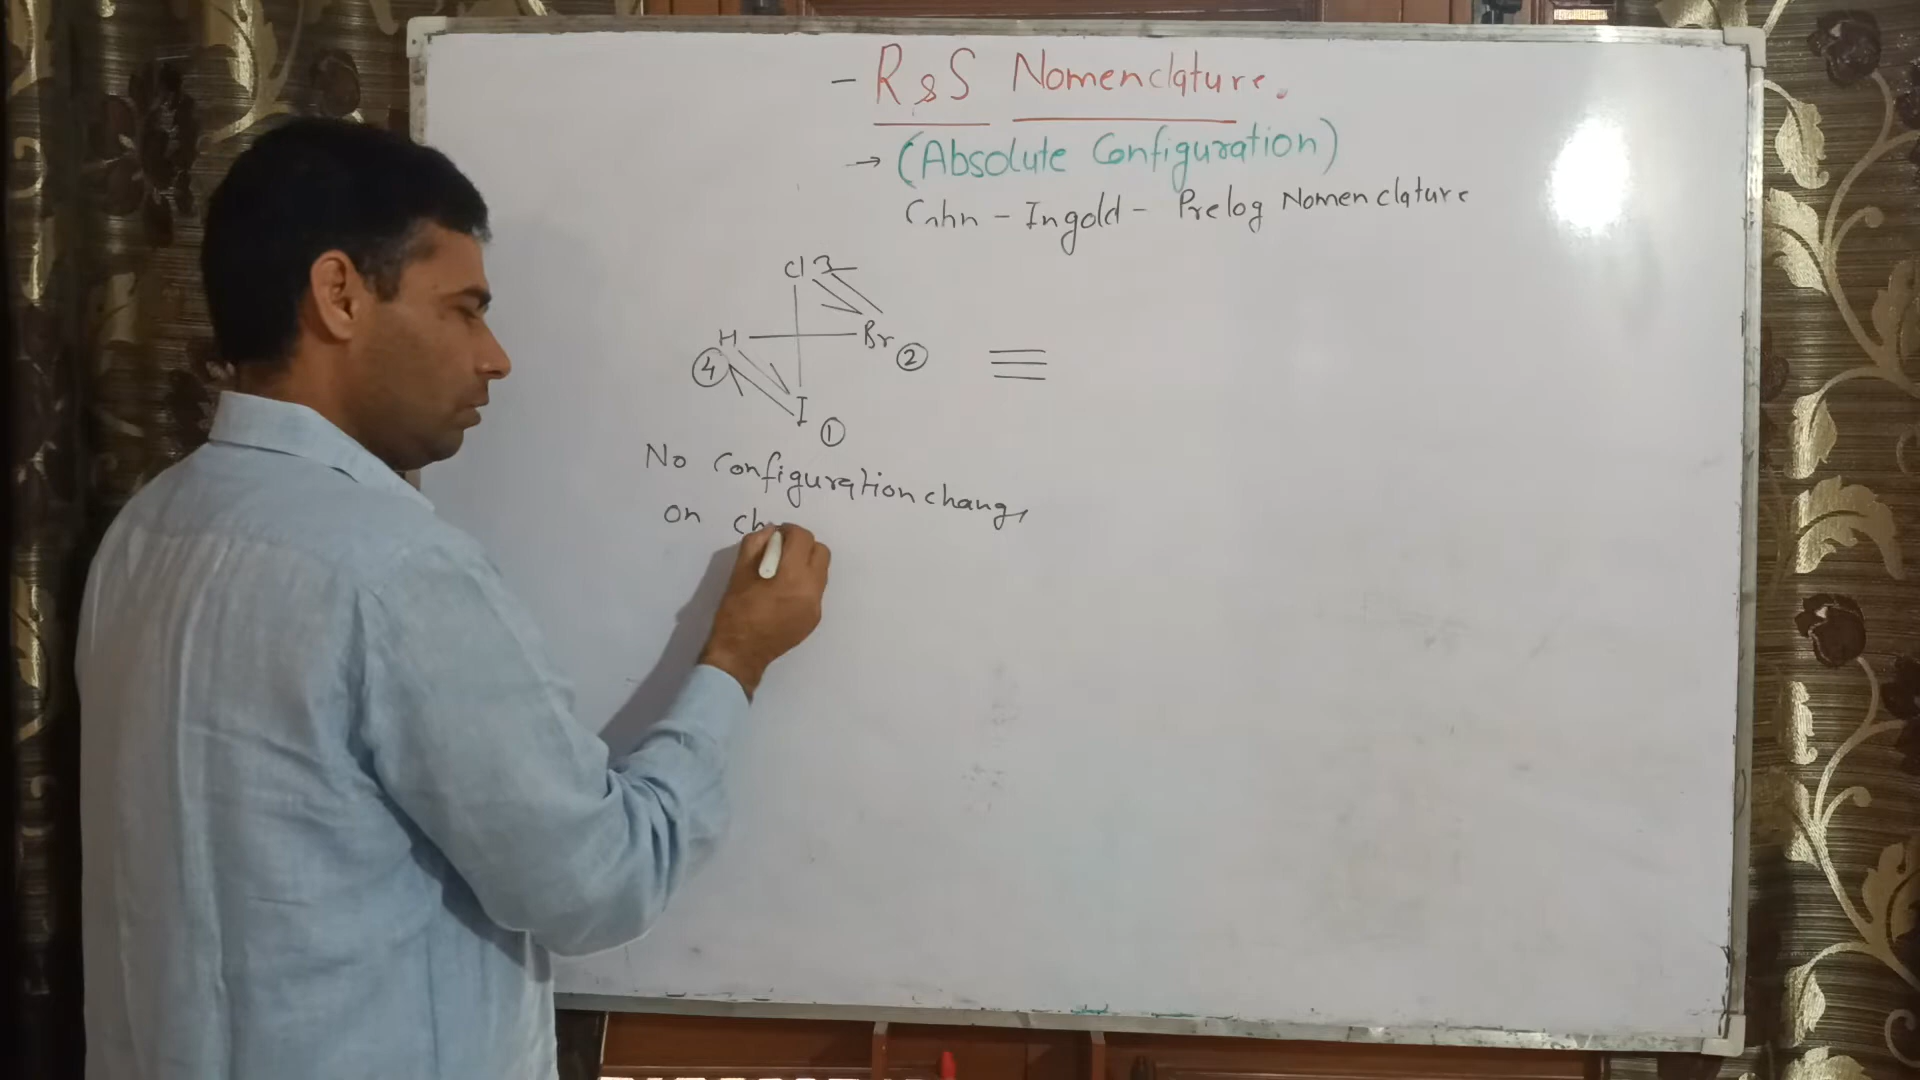 - R & S Nomenclature.
→ (Absolute Configuration)
Cahn - Ingold - Prelog Nomenclature
Cl 3
H Br
4 2
I
1
No configuration change
on ch